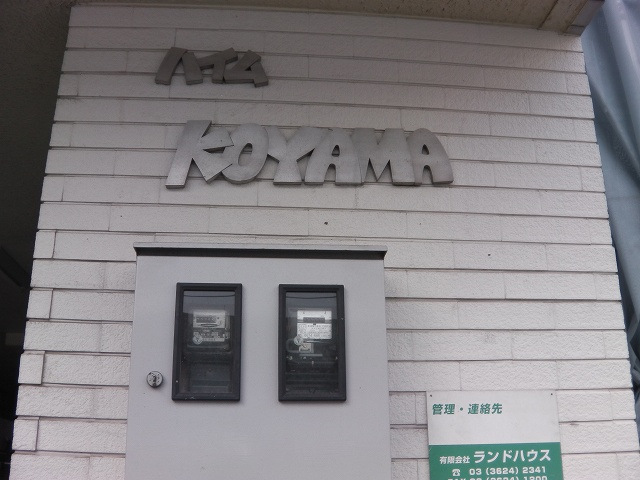 ハイム
KOYAMA
管理・連絡先
有限会社 ランドハウス
☎ 03 (3624) 2341